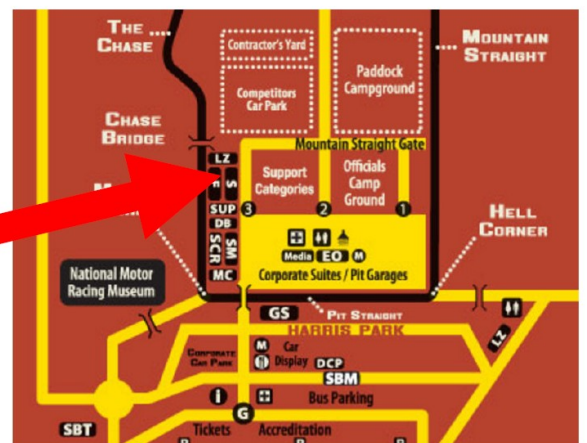 THE CHASE
Contractor's Yard
MOUNTAIN STRAIGHT
Competitors Car Park
Paddock Campground
CHASE BRIDGE
Mountain Straight Gate
LZ
S
Support Categories
Officials Camp Ground
SUP
3
2
1
DB
SCR
SM
HELL CORNER
Media
EO
M
MC
Corporate Suites / Pit Garages
National Motor Racing Museum
GS
PIT STRAIGHT
HARRIS PARK
LZ
CORPORATE CAR PARK
M
Car Display
DCP
SBM
i
Bus Parking
G
SBT
Tickets
Accreditation